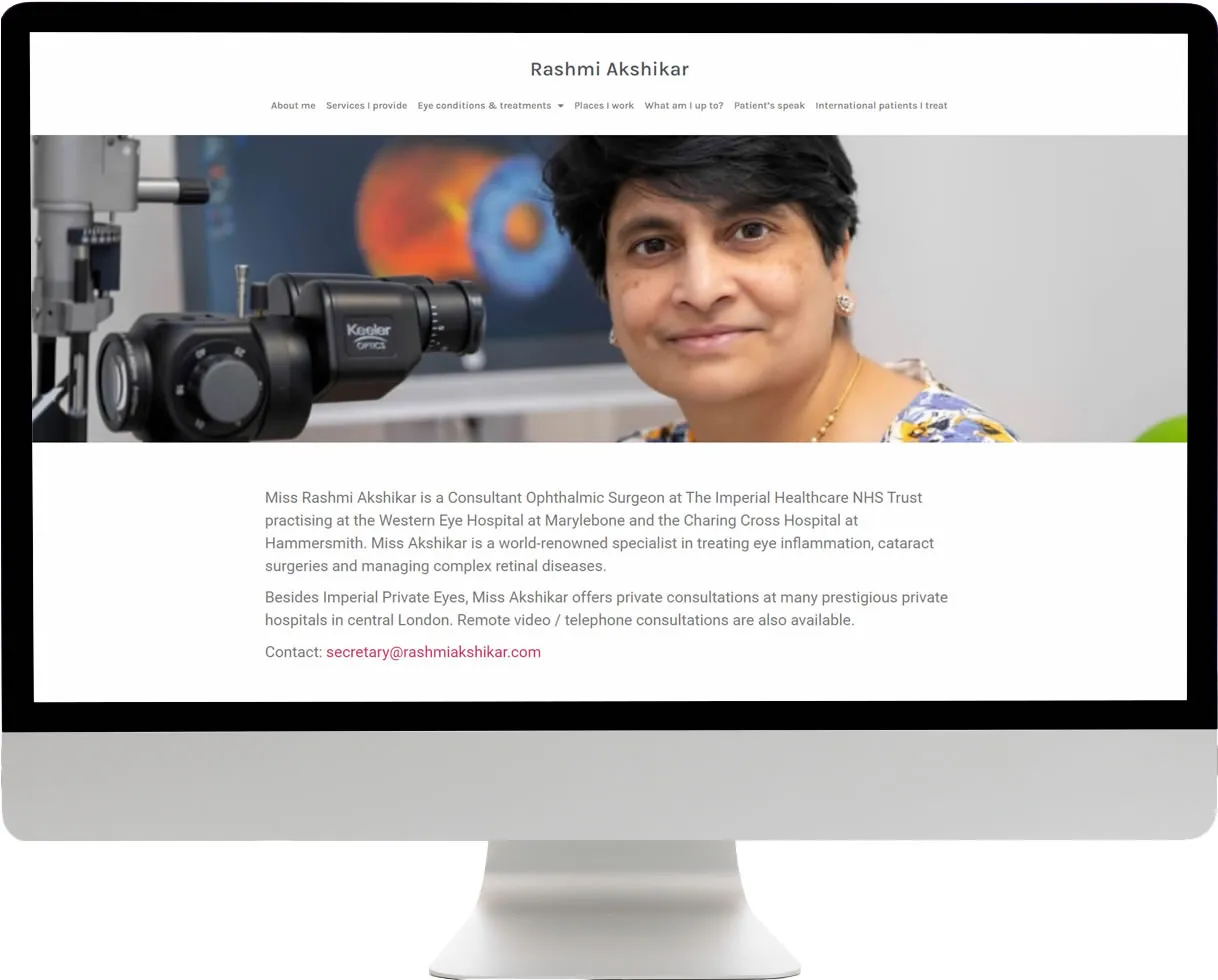 Rashmi Akshikar
About me Services I provide Eye conditions & treatments Places I work What am I up to? Patient's speak International patients I treat
Keeler
OPTICS
Miss Rashmi Akshikar is a Consultant Ophthalmic Surgeon at The Imperial Healthcare NHS Trust
practising at the Western Eye Hospital at Marylebone and the Charing Cross Hospital at
Hammersmith. Miss Akshikar is a world-renowned specialist in treating eye inflammation, cataract
surgeries and managing complex retinal diseases.
Besides Imperial Private Eyes, Miss Akshikar offers private consultations at many prestigious private
hospitals in central London. Remote video / telephone consultations are also available.
Contact: secretary@rashmiakshikar.com